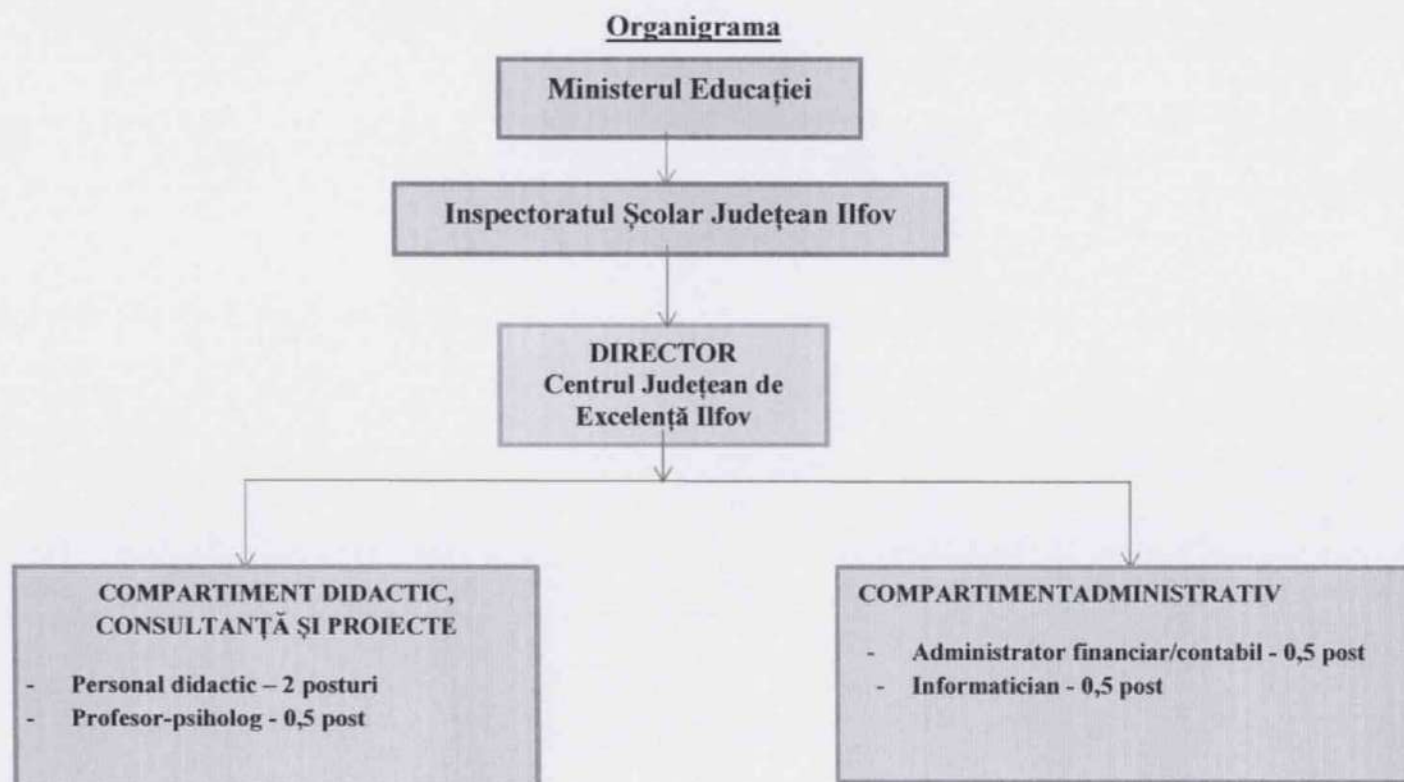 Organigrama
Ministerul Educației
Inspectoratul Școlar Județean Ilfov
DIRECTOR
Centrul Județean de
Excelență Ilfov
COMPARTIMENT DIDACTIC,
CONSULTANȚĂ ȘI PROIECTE
- Personal didactic – 2 posturi
- Profesor-psiholog - 0,5 post
COMPARTIMENTADMINISTRATIV
- Administrator financiar/contabil - 0,5 post
- Informatician - 0,5 post